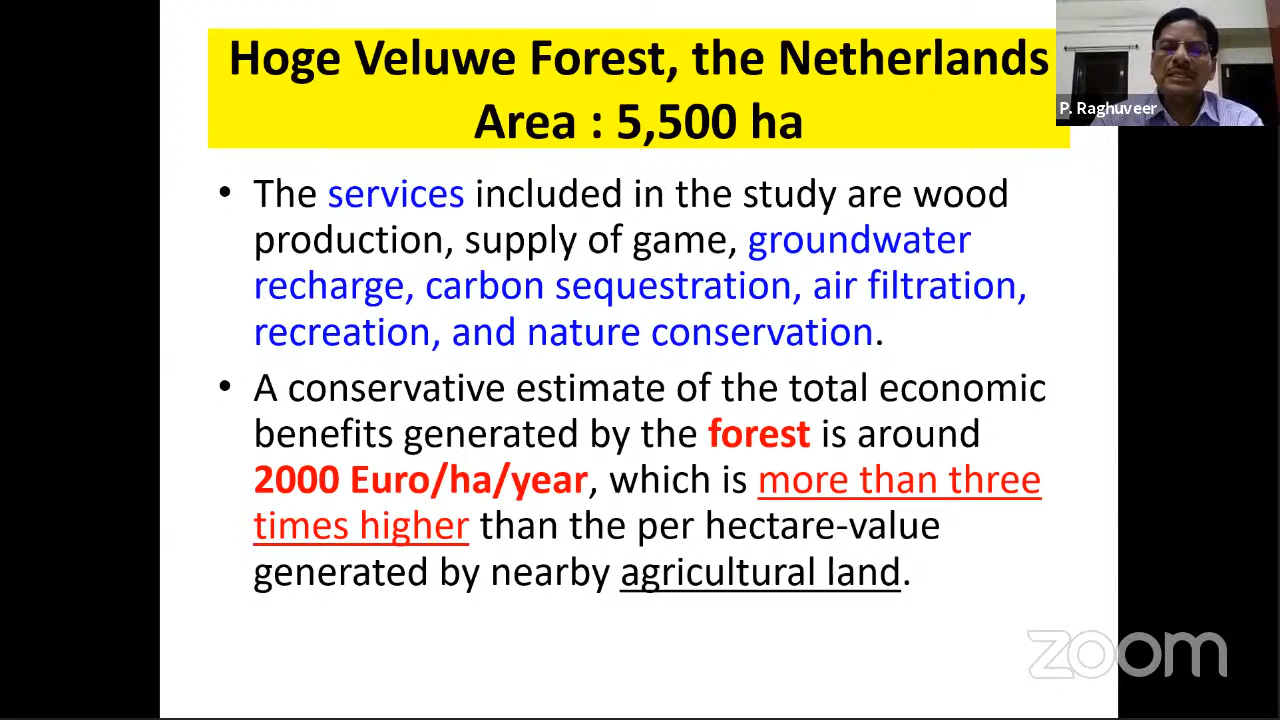 Hoge Veluwe Forest, the Netherlands
Area : 5,500 ha
P. Raghuveer
• The services included in the study are wood
production, supply of game, groundwater
recharge, carbon sequestration, air filtration,
recreation, and nature conservation.
• A conservative estimate of the total economic
benefits generated by the forest is around
2000 Euro/ha/year, which is more than three
times higher than the per hectare-value
generated by nearby agricultural land.
zoom